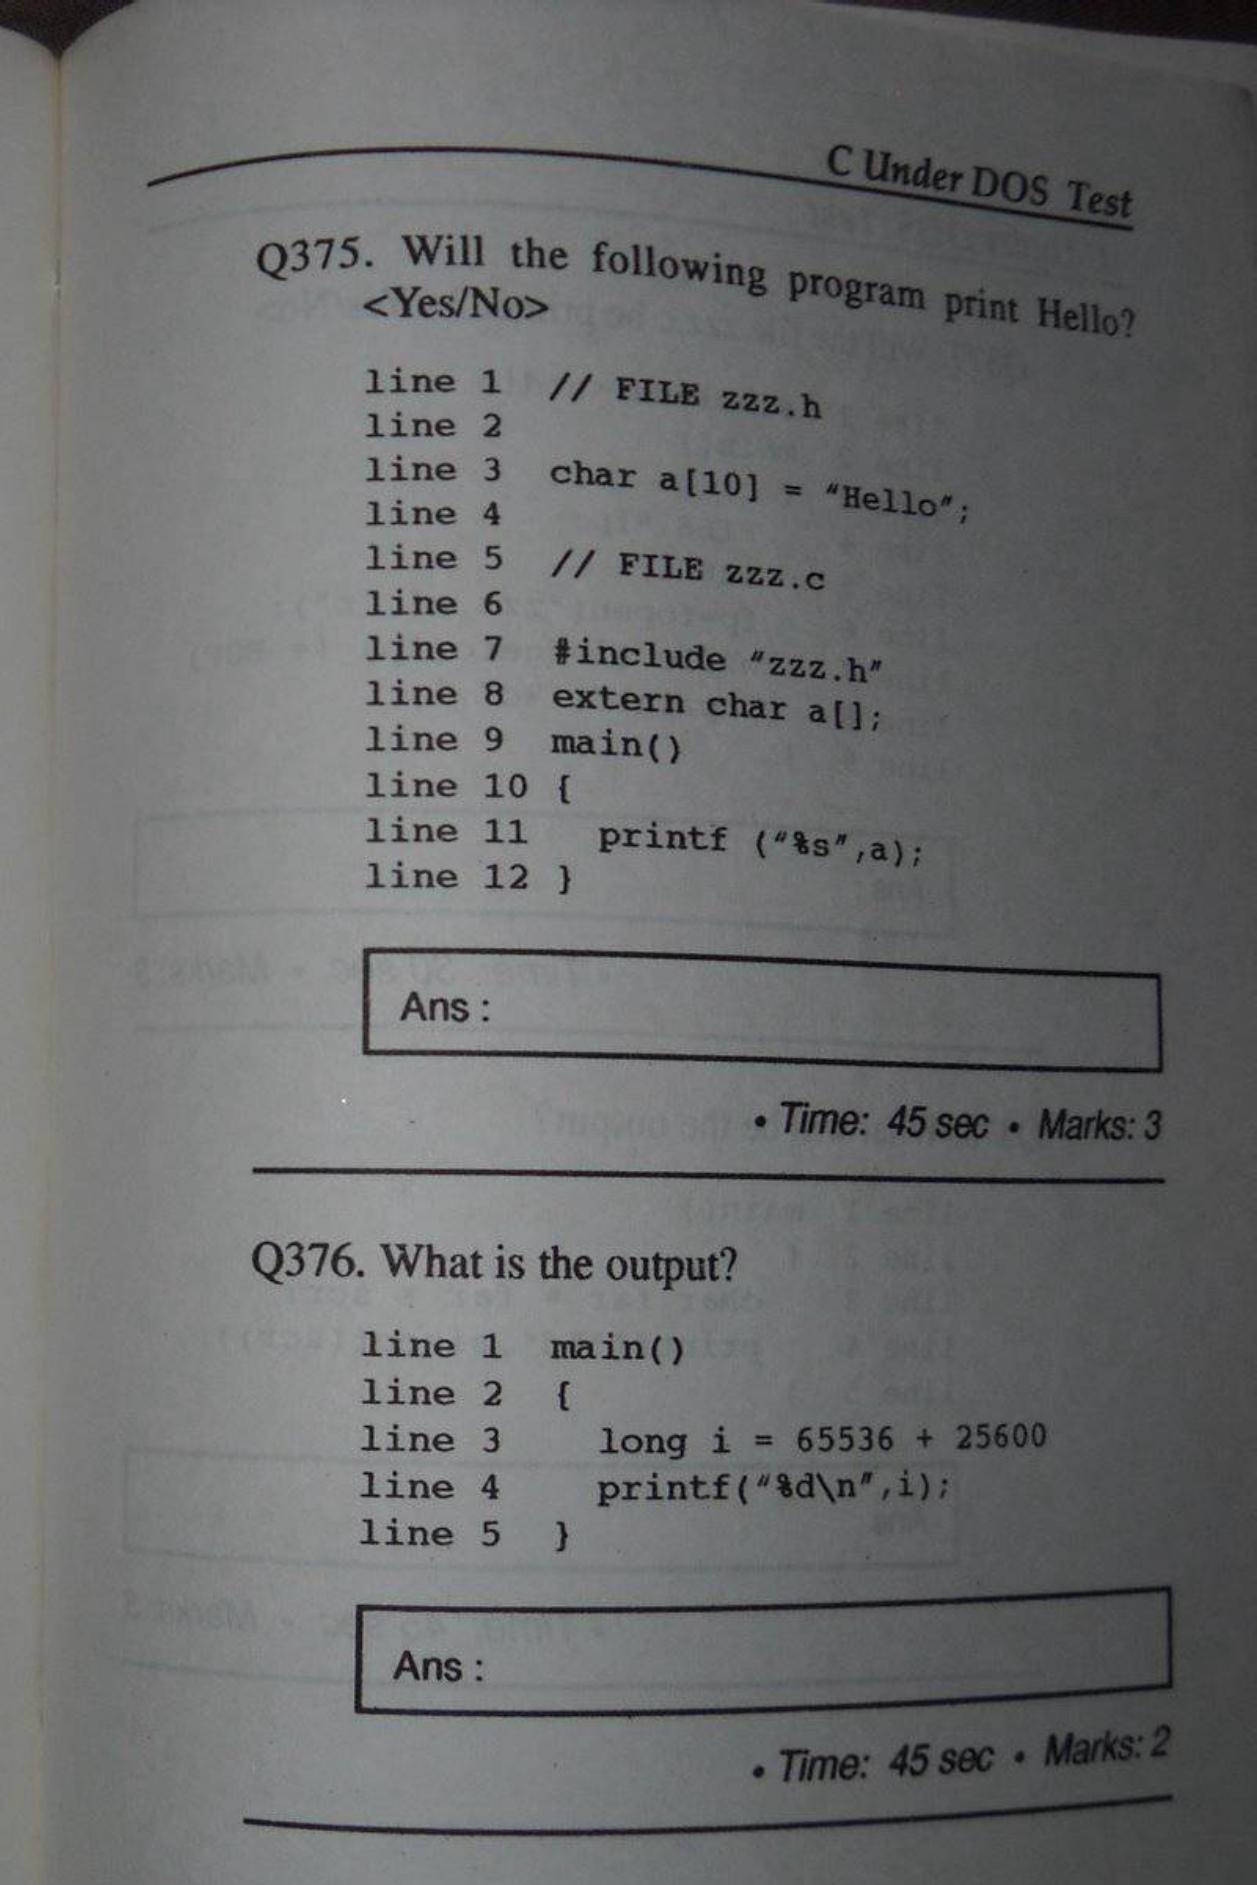 C Under DOS Test
Q375. Will the following program print Hello?
<Yes/No>
line 1 // FILE zzz.h
line 2
line 3 char a[10] = "Hello";
line 4
line 5 // FILE zzz.c
line 6
line 7 #include "zzz.h"
line 8 extern char a[];
line 9 main()
line 10 {
line 11 printf ("%s",a);
line 12 }
Ans :
• Time: 45 sec • Marks: 3
Q376. What is the output?
line 1 main()
line 2 {
line 3 long i = 65536 + 25600
line 4 printf("%d\n",i);
line 5 }
Ans :
• Time: 45 sec • Marks: 2